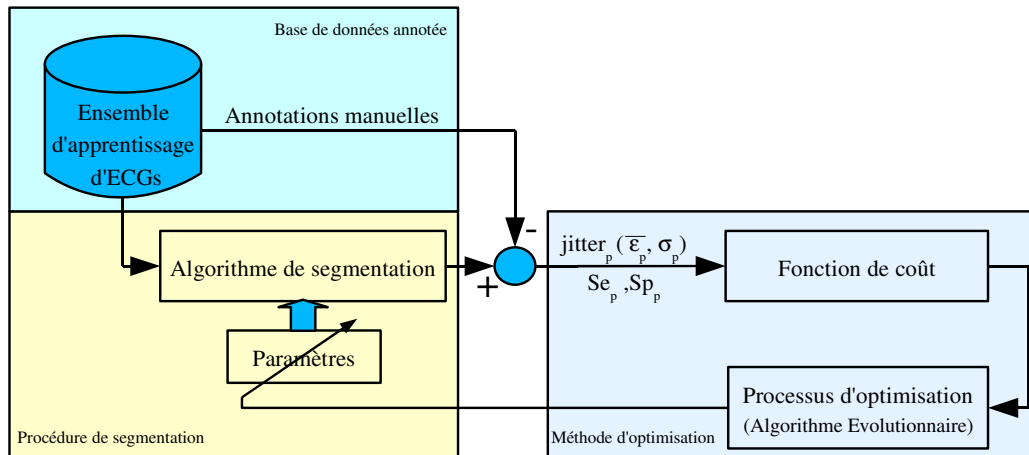 Base de données annotée
Ensemble
d'apprentissage
d'ECGs
Annotations manuelles
-
Algorithme de segmentation
+
jitter_p (ε̄_p, σ_p)
Se_p ,Sp_p
Fonction de coût
Paramètres
Processus d'optimisation
(Algorithme Evolutionnaire)
Procédure de segmentation
Méthode d'optimisation